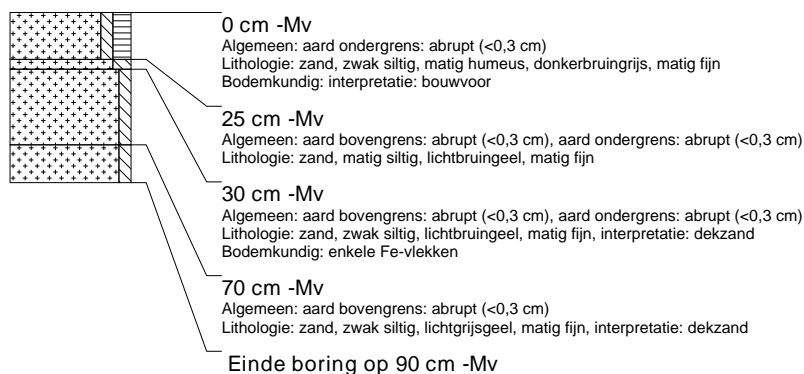 0 cm -Mv
Algemeen: aard ondergrens: abrupt (<0,3 cm)
Lithologie: zand, zwak siltig, matig humeus, donkerbruingrijs, matig fijn
Bodemkundig: interpretatie: bouwvoor
25 cm -Mv
Algemeen: aard bovengrens: abrupt (<0,3 cm), aard ondergrens: abrupt (<0,3 cm)
Lithologie: zand, matig siltig, lichtbruingeel, matig fijn
30 cm -Mv
Algemeen: aard bovengrens: abrupt (<0,3 cm), aard ondergrens: abrupt (<0,3 cm)
Lithologie: zand, zwak siltig, lichtbruingeel, matig fijn, interpretatie: dekzand
Bodemkundig: enkele Fe-vlekken
70 cm -Mv
Algemeen: aard bovengrens: abrupt (<0,3 cm)
Lithologie: zand, zwak siltig, lichtgrijsgeel, matig fijn, interpretatie: dekzand
Einde boring op 90 cm -Mv